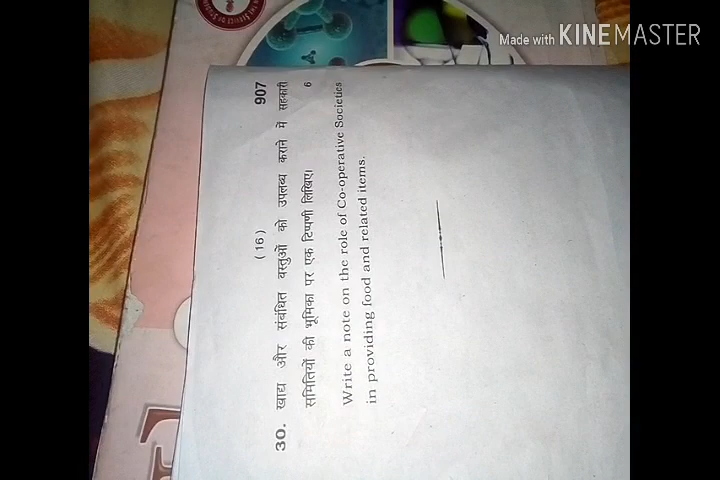 Made with KINEMASTER
(16)
907
30. खाद्य और संबंधित वस्तुओं को उपलब्ध कराने में सहकारी
समितियों की भूमिका पर एक टिप्पणी लिखिए।
6
Write a note on the role of Co-operative Societies
in providing food and related items.